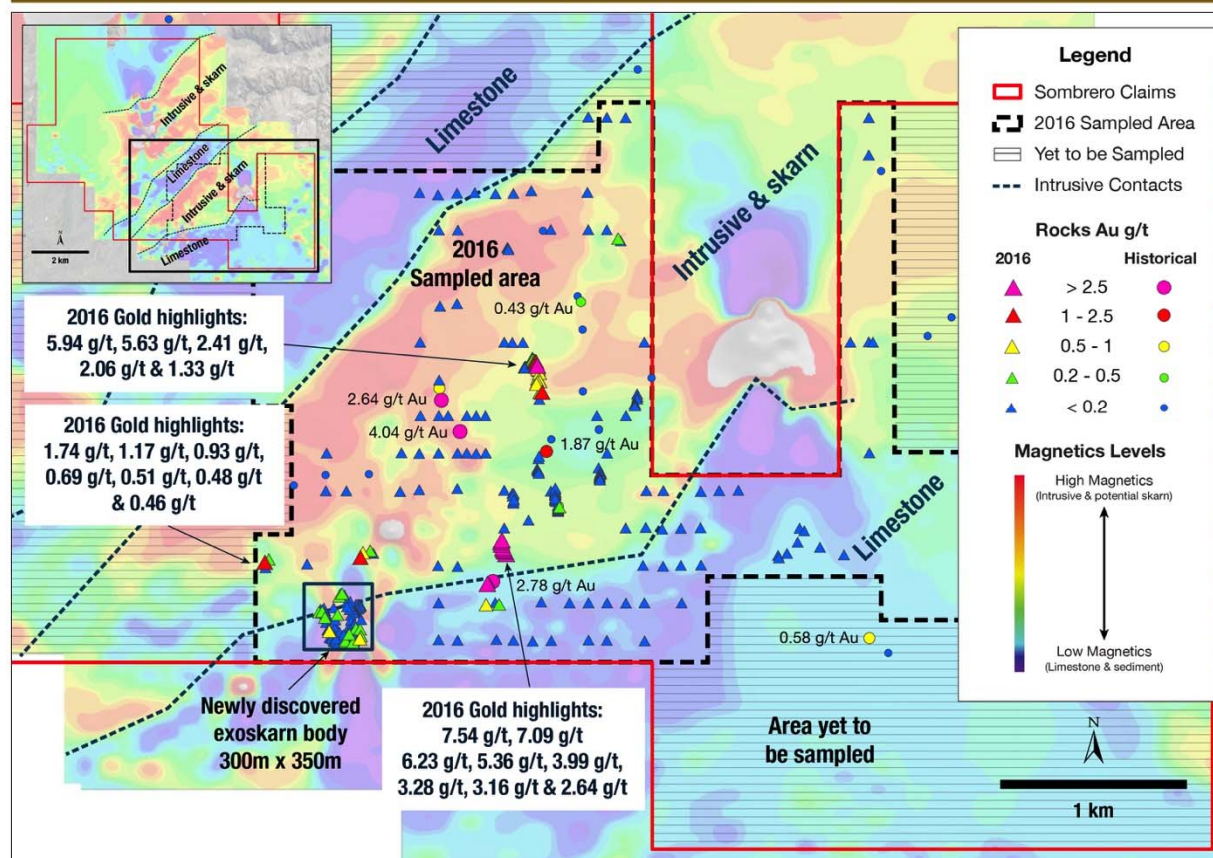 Intrusive & skarn
Limestone
Intrusive & skarn
Limestone
N
2 km
Limestone
Intrusive & skarn
2016
Sampled area
0.43 g/t Au
2016 Gold highlights:
5.94 g/t, 5.63 g/t, 2.41 g/t,
2.06 g/t & 1.33 g/t
2.64 g/t Au
4.04 g/t Au
1.87 g/t Au
2016 Gold highlights:
1.74 g/t, 1.17 g/t, 0.93 g/t
0.69 g/t, 0.51 g/t, 0.48 g/t
& 0.46 g/t
Limestone
2.78 g/t Au
0.58 g/t Au
Newly discovered
exoskarn body
300m x 350m
2016 Gold highlights:
7.54 g/t, 7.09 g/t
6.23 g/t, 5.36 g/t, 3.99 g/t,
3.28 g/t, 3.16 g/t & 2.64 g/t
Area yet to
be sampled
Legend
Sombrero Claims
2016 Sampled Area
Yet to be Sampled
Intrusive Contacts
Rocks Au g/t
2016 Historical
> 2.5
1 - 2.5
0.5 - 1
0.2 - 0.5
< 0.2
Magnetics Levels
High Magnetics
(Intrusive & potential skarn)
Low Magnetics
(Limestone & sediment)
N
1 km